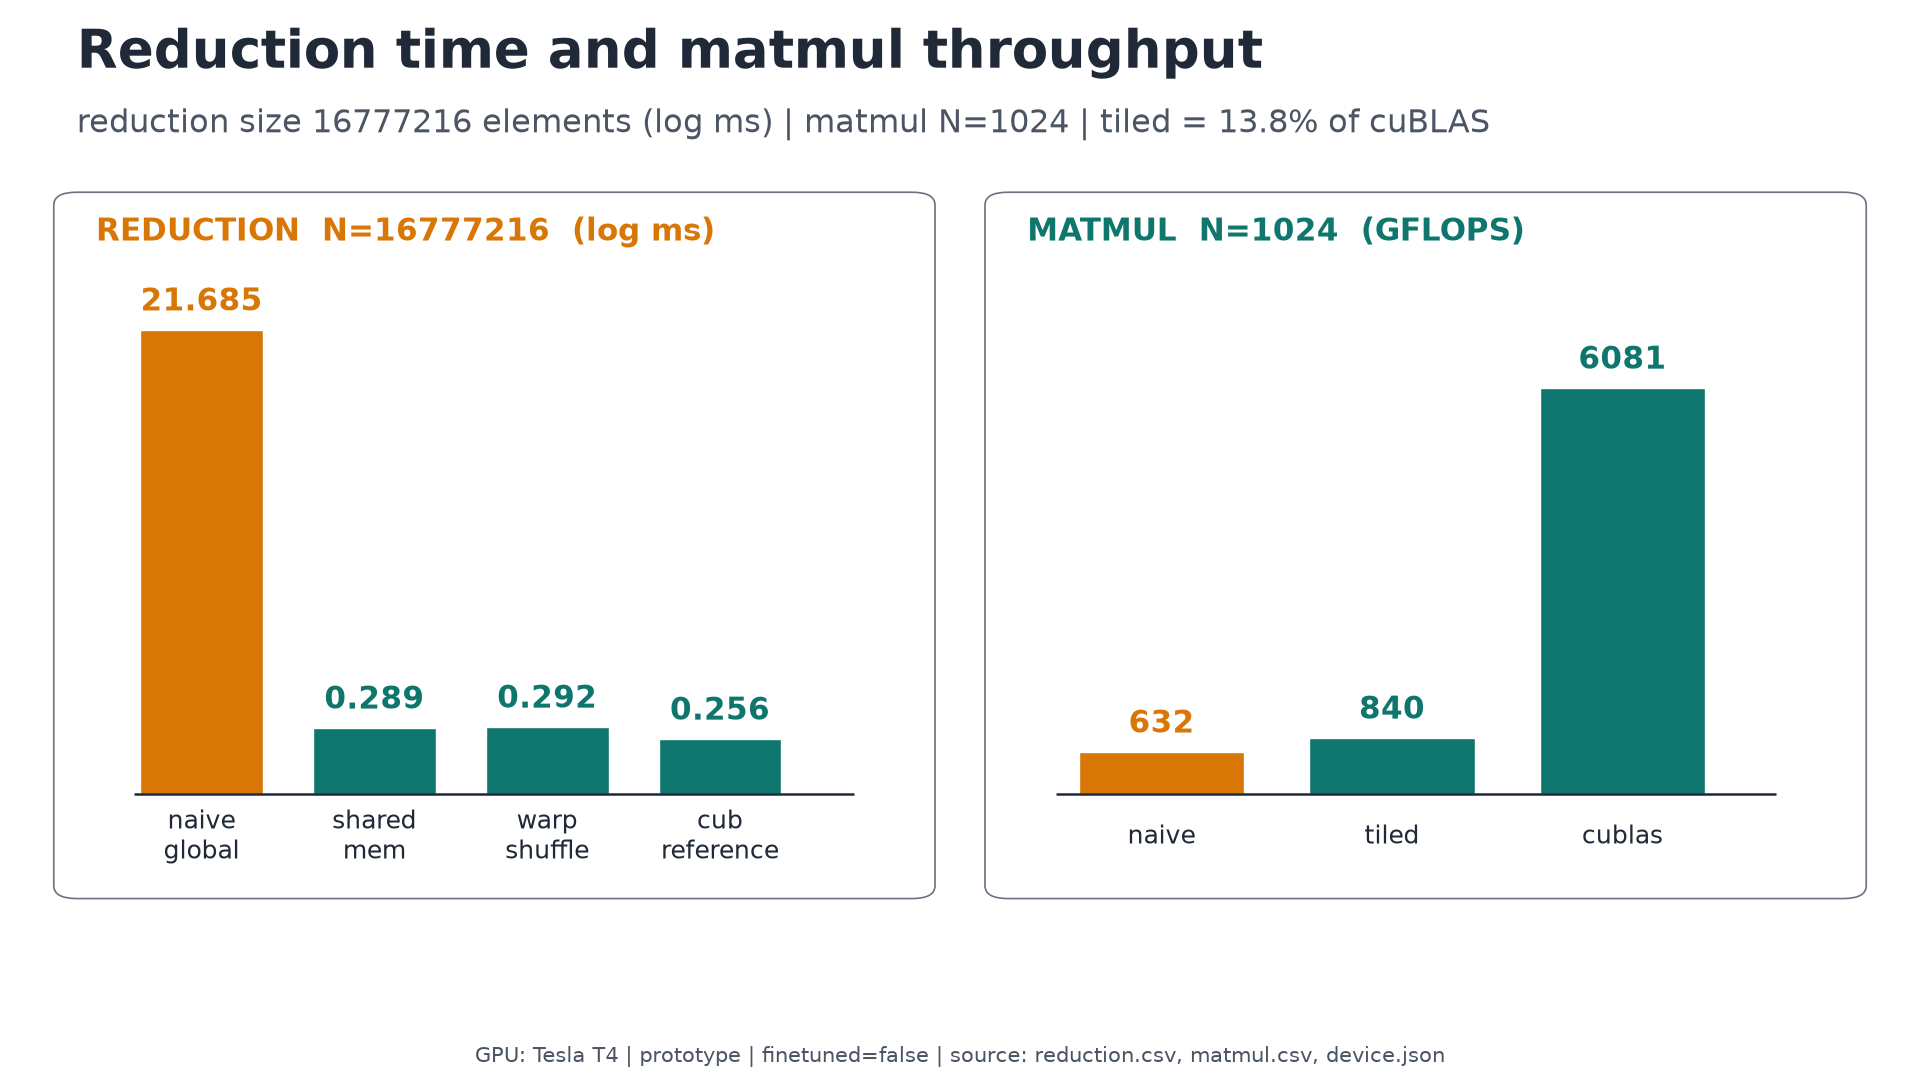 Reduction time and matmul throughput
reduction size 16777216 elements (log ms) | matmul N=1024 | tiled = 13.8% of cuBLAS
REDUCTION N=16777216 (log ms)
21.685
0.289
0.292
0.256
naive
global
shared
mem
warp
shuffle
cub
reference
MATMUL N=1024 (GFLOPS)
632
840
6081
naive
tiled
cublas
GPU: Tesla T4 | prototype | finetuned=false | source: reduction.csv, matmul.csv, device.json